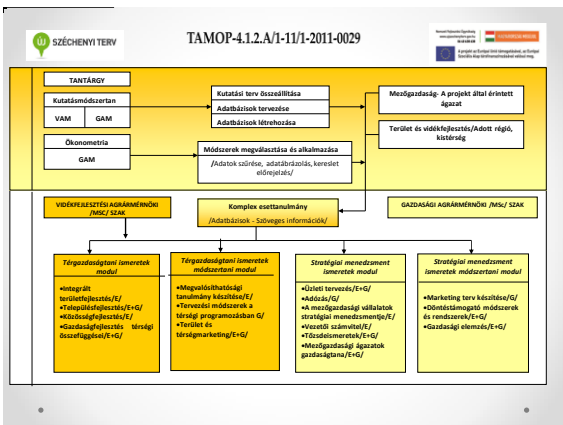 ÚJ SZÉCHENYI TERV
TAMOP-4.1.2.A/1-11/1-2011-0029
TANTÁRGY
Kutatásmódszertan
VAM GAM
Ökonometria
GAM
Kutatási terv összeállítása
Adatbázisok tervezése
Adatbázisok létrehozása
Módszerek megválasztása és alkalmazása
/Adatok szűrése, adatábrázolás, kereslet
előrejelzés/
Mezőgazdaság- A projekt által érintett
ágazat
Terület és vidékfejlesztés/Adott régió,
kistérség
VIDÉKFEJLESZTÉSI AGRÁRMÉRNÖKI
/MSC/ SZAK
Komplex esettanulmány
/Adatbázisok - Szöveges információk/
GAZDASÁGI AGRÁRMÉRNÖKI /MSc/ SZAK
Térgazdaságtani ismeretek
modul
•Integrált
területfejlesztés/E/
•Településfejlesztés/E+G/
•Közösségfejlesztés/E/
•Gazdaságfejlesztés térségi
összefüggései/E+G/
Térgazdaságtani ismeretek
módszertani modul
•Megvalósíthatósági
tanulmány készítése/E/
•Tervezési módszerek a
térségi programozásban G/
•Terület és
térségmarketing/E+G/
Stratégiai menedzsment
ismeretek modul
•Üzleti tervezés/E+G/
•Adózás/G/
•A mezőgazdasági vállalatok
stratégiai menedzsmentje/E/
•Vezetői számvitel/E/
•Tőzsdeismeretek/E/
•Mezőgazdasági ágazatok
gazdaságtana/E+G/
Stratégiai menedzsment
ismeretek módszertani modul
•Marketing terv készítése/G/
•Döntéstámogató módszerek
és rendszerek/E+G/
•Gazdasági elemzés/E+G/